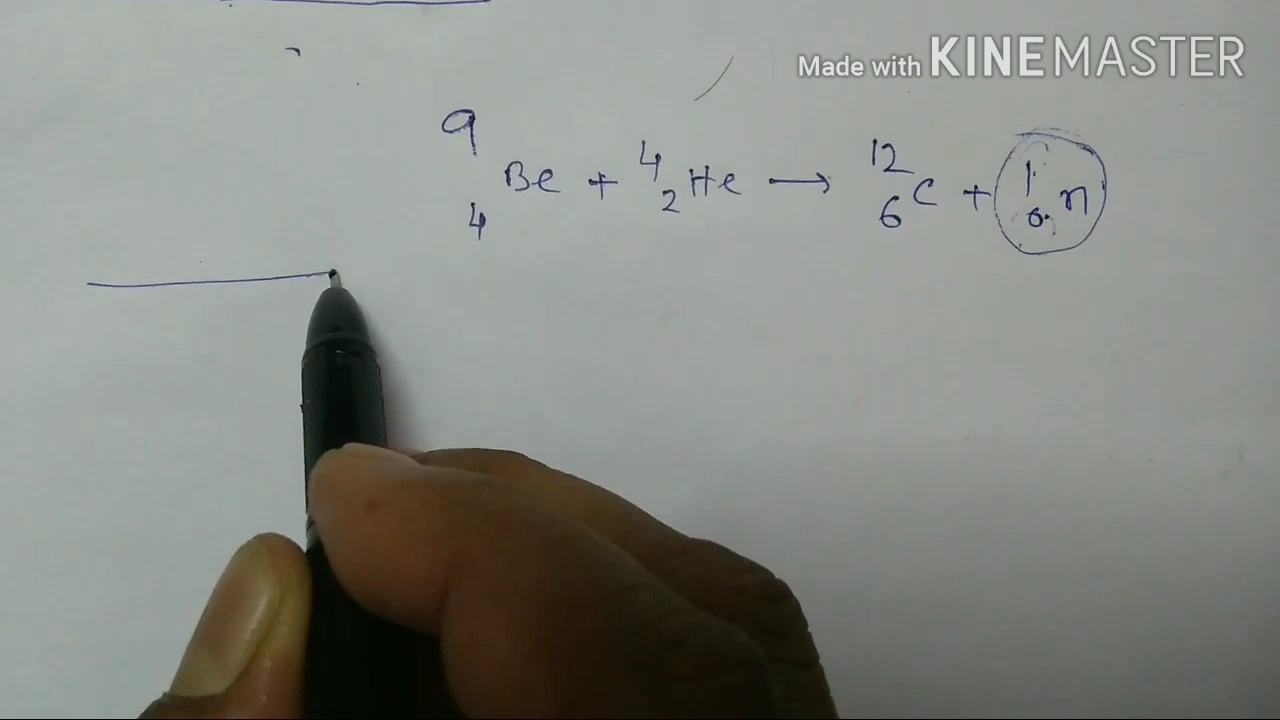 Made with KINEMASTER
⁹₄Be + ⁴₂He → ¹²₆C + ¹₀n